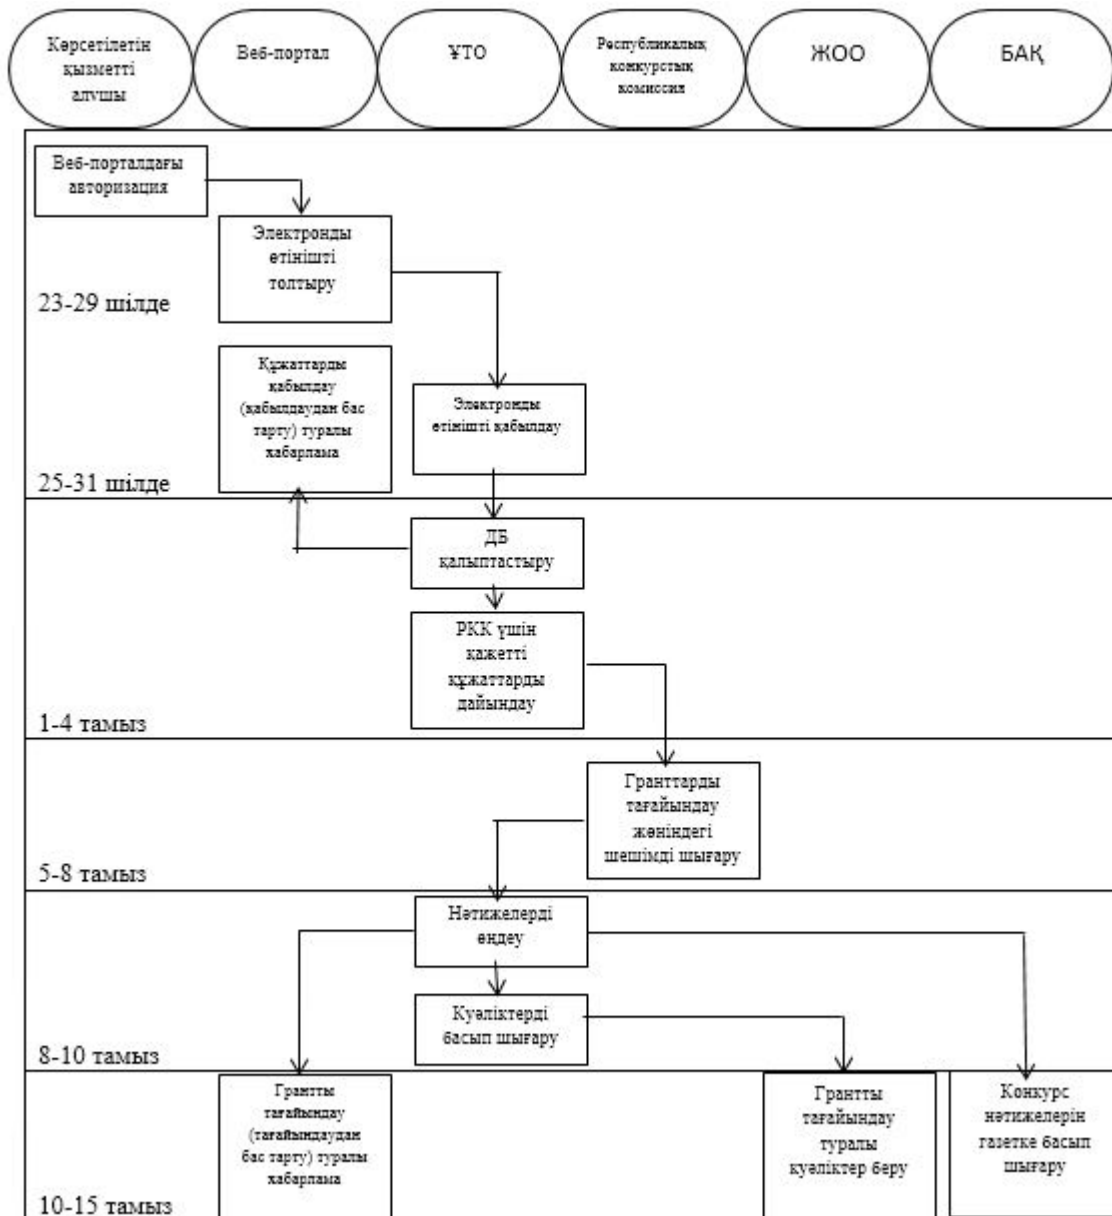 Көрсетілетін
қызметті
алушы
Веб-портал
ҰТО
Республикалық
конкурстық
комиссия
ЖОО
БАҚ
Веб-порталдағы
авторизация
Электронды
өтінішті
толтыру
23-29 шілде
Құжаттарды
қабылдау
(қабылдаудан бас
тарту) туралы
хабарлама
Электронды
өтінішті қабылдау
25-31 шілде
ДБ
қалыптастыру
РКК үшін
қажетті
құжаттарды
дайындау
1-4 тамыз
Гранттарды
тағайындау
жөніндегі
шешімді шығару
5-8 тамыз
Нәтижелерді
өңдеу
Куәліктерді
басып шығару
8-10 тамыз
Грантты
тағайындау
(тағайындаудан
бас тарту) туралы
хабарлама
Грантты
тағайындау
туралы
куәліктер беру
Конкурс
нәтижелерін
газетке басып
шығару
10-15 тамыз